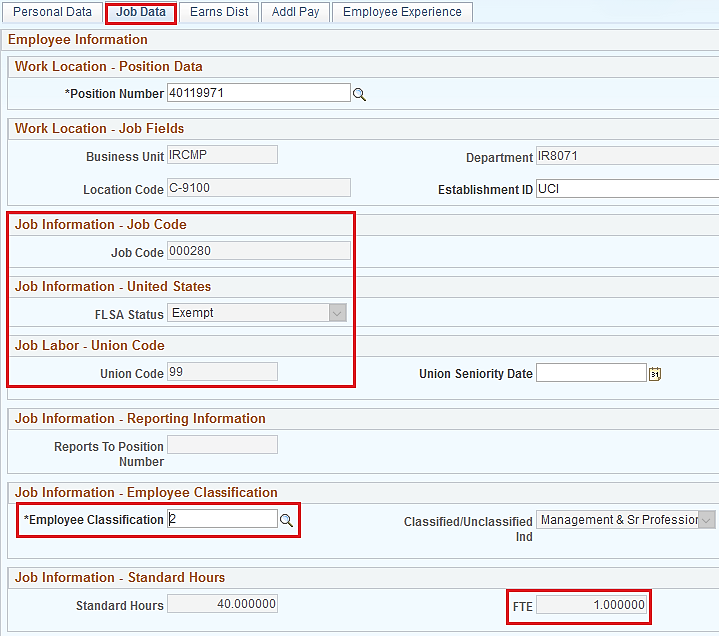 Personal Data Job Data Earns Dist Addl Pay Employee Experience
Employee Information
Work Location - Position Data
*Position Number 40119971
Work Location - Job Fields
Business Unit IRCMP Department IR8071
Location Code C-9100 Establishment ID UCI
Job Information - Job Code
Job Code 000280
Job Information - United States
FLSA Status Exempt
Job Labor - Union Code
Union Code 99 Union Seniority Date
Job Information - Reporting Information
Reports To Position
Number
Job Information - Employee Classification
*Employee Classification 2 Classified/Unclassified Management & Sr Profession
Ind
Job Information - Standard Hours
Standard Hours 40.000000 FTE 1.000000